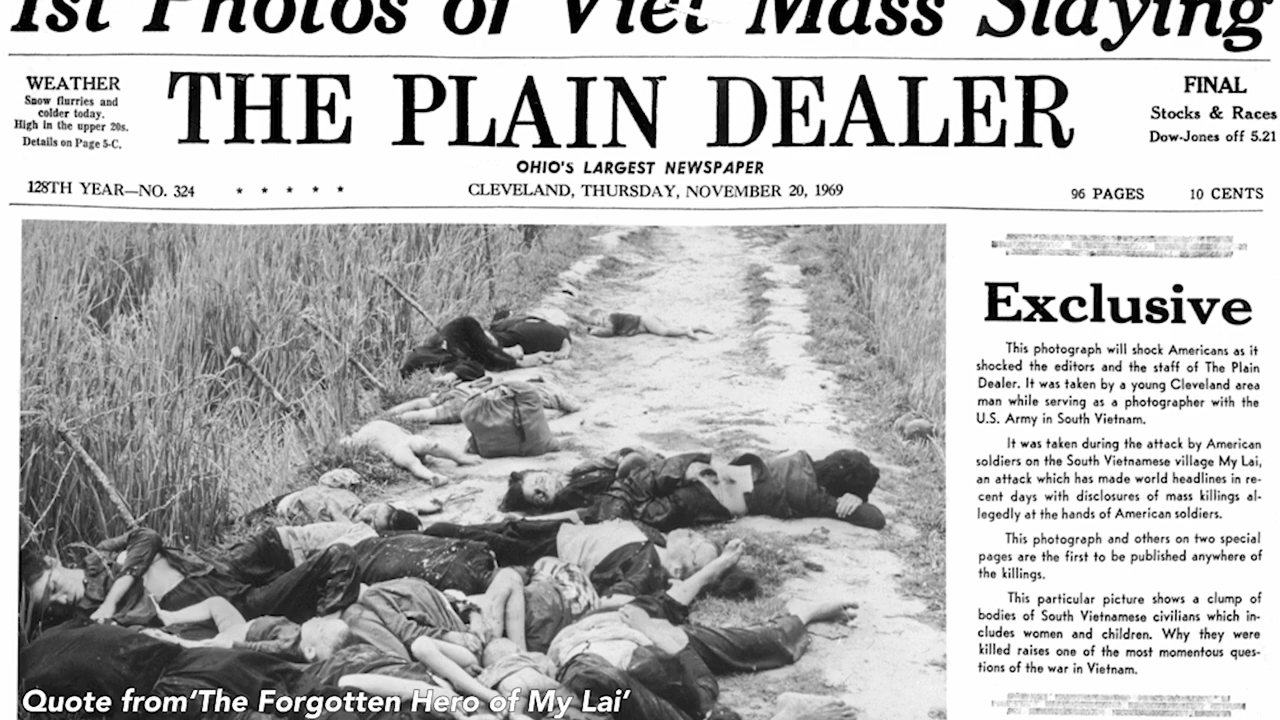 1st Photos of Viet Mass Slaying
WEATHER
Snow flurries and
colder today.
High in the upper 20s.
Details on Page 5-C.
THE PLAIN DEALER
OHIO'S LARGEST NEWSPAPER
FINAL
Stocks & Races
Dow-Jones off 5.21
128TH YEAR—NO. 324 ★ ★ ★ ★ ★
CLEVELAND, THURSDAY, NOVEMBER 20, 1969
96 PAGES 10 CENTS
Exclusive
This photograph will shock Americans as it
shocked the editors and the staff of The Plain
Dealer. It was taken by a young Cleveland area
man while serving as a photographer with the
U.S. Army in South Vietnam.
It was taken during the attack by American
soldiers on the South Vietnamese village My Lai,
an attack which has made world headlines in re-
cent days with disclosures of mass killings al-
legedly at the hands of American soldiers.
This photograph and others on two special
pages are the first to be published anywhere of
the killings.
This particular picture shows a clump of
bodies of South Vietnamese civilians which in-
cludes women and children. Why they were
killed raises one of the most momentous ques-
tions of the war in Vietnam.
Quote from‘The Forgotten Hero of My Lai’